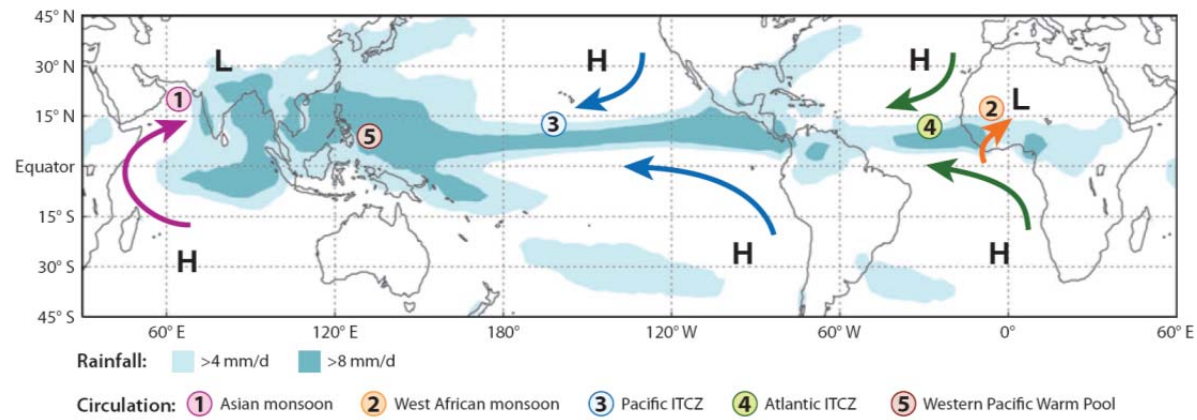 45° N
30° N
15° N
Equator
15° S
30° S
45° S
L
H
H
L
1
2
3
4
5
H
H
H
60° E
120° E
180°
120° W
60° W
0°
60° E
Rainfall: >4 mm/d >8 mm/d
Circulation: 1 Asian monsoon 2 West African monsoon 3 Pacific ITCZ 4 Atlantic ITCZ 5 Western Pacific Warm Pool